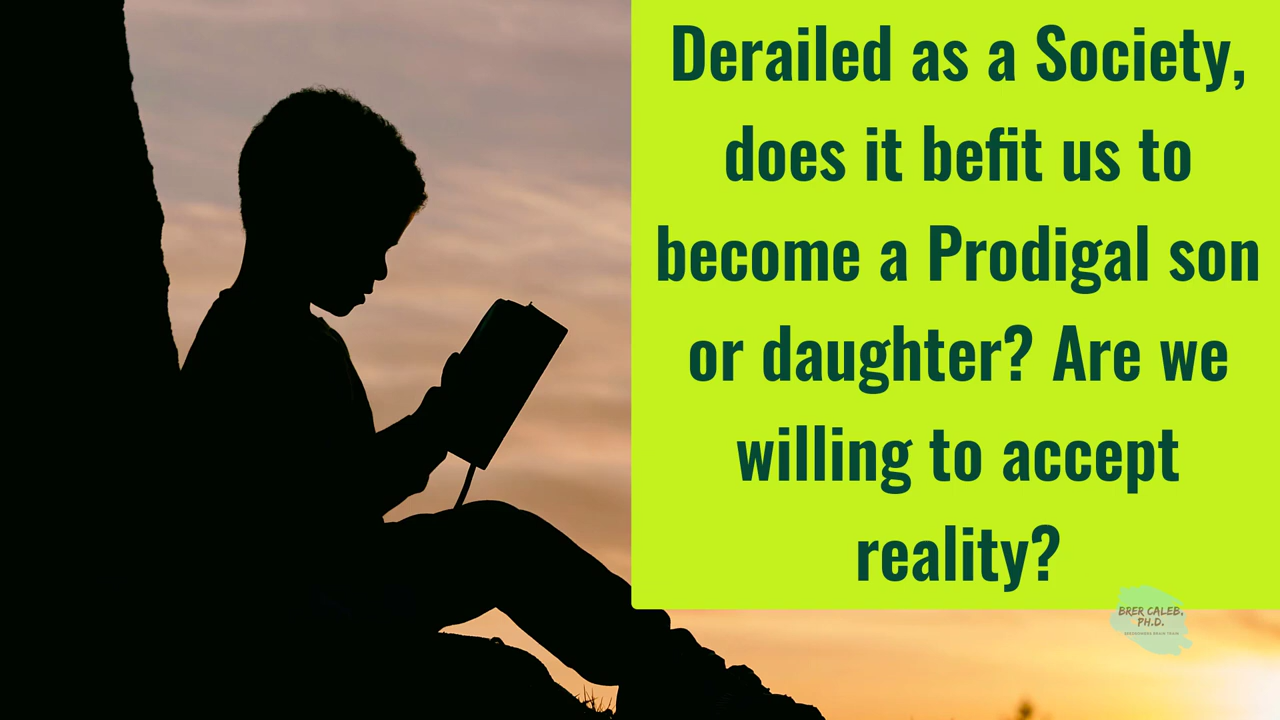 Derailed as a Society,
does it befit us to
become a Prodigal son
or daughter? Are we
willing to accept
reality?
BRER CALEB,
PH.D.